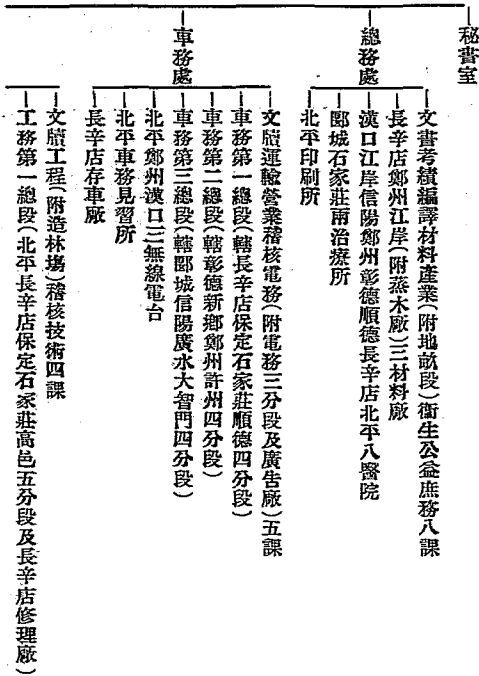 秘書室
總務處
文書考績編譯材料產業(附地畝段)衞生公益庶務八課
長辛店鄭州江岸(附蒸木廠)三材料廠
漢口江岸信陽鄭州彰德順德長辛店北平八醫院
郾城石家莊兩治療所
北平印刷所
車務處
文牘運輸營業稽核電務(附電務三分段及廣告廠)五課
車務第一總段(轄長辛店保定石家莊順德四分段)
車務第二總段(轄彰德新鄉鄭州許州四分段)
車務第三總段(轄郾城信陽廣水大智門四分段)
北平鄭州漢口三無線電台
北平車務見習所
長辛店存車廠
文牘工程(附造林塲)稽核技術四課
工務第一總段(北平長辛店保定石家莊高邑五分段及長辛店修理廠)